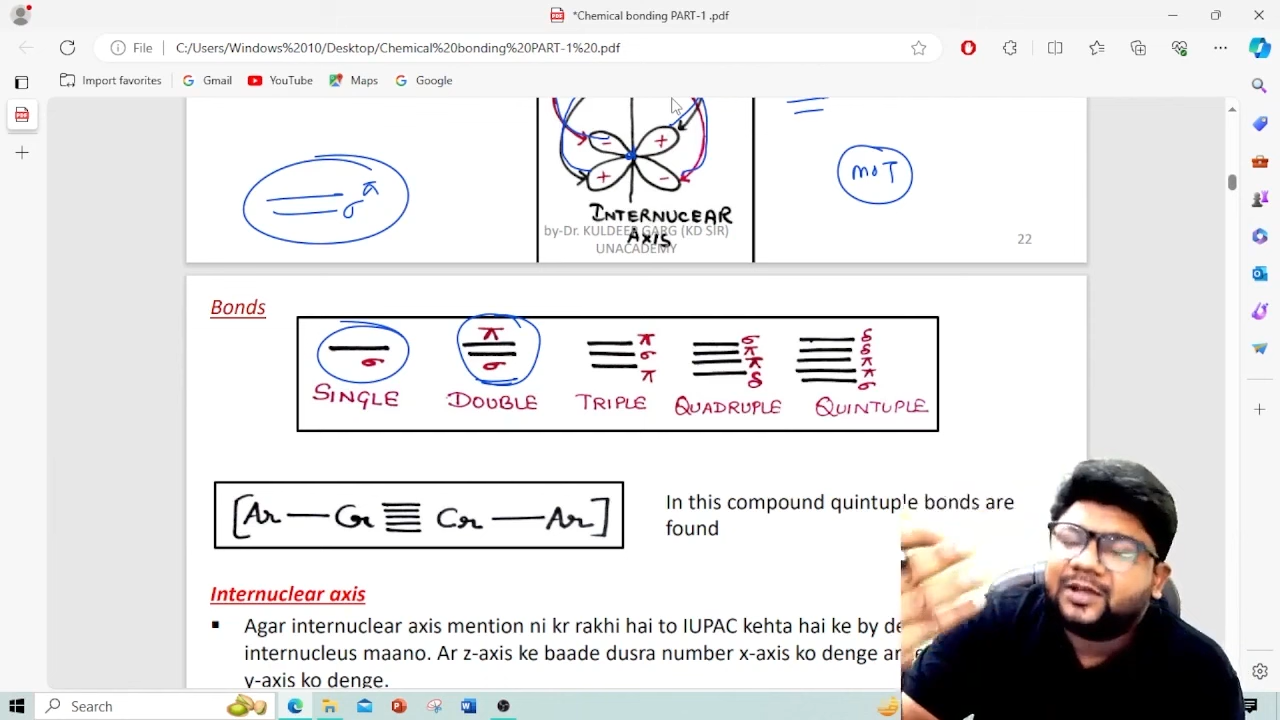 *Chemical bonding PART-1 .pdf
File
C:/Users/Windows%2010/Desktop/Chemical%20bonding%20PART-1%20.pdf
Import favorites
Gmail
YouTube
Maps
Google
+ -
+ -
INTERNUCEAR
AXIS
by-Dr. KULDEEP GARG (KD SIR)
UNACADEMY
π
σ
MOT
22
Bonds
σ
π
σ
π
σ
π
σ
π
π
δ
δ
δ
π
π
σ
SINGLE DOUBLE TRIPLE QUADRUPLE QUINTUPLE
[Ar — Cr Cr — Ar]
In this compound quintuple bonds are
found
Internuclear axis
▪ Agar internuclear axis mention ni kr rakhi hai to IUPAC kehta hai ke by
internucleus maano. Ar z-axis ke baade dusra number x-axis ko denge
y-axis ko denge.
Search